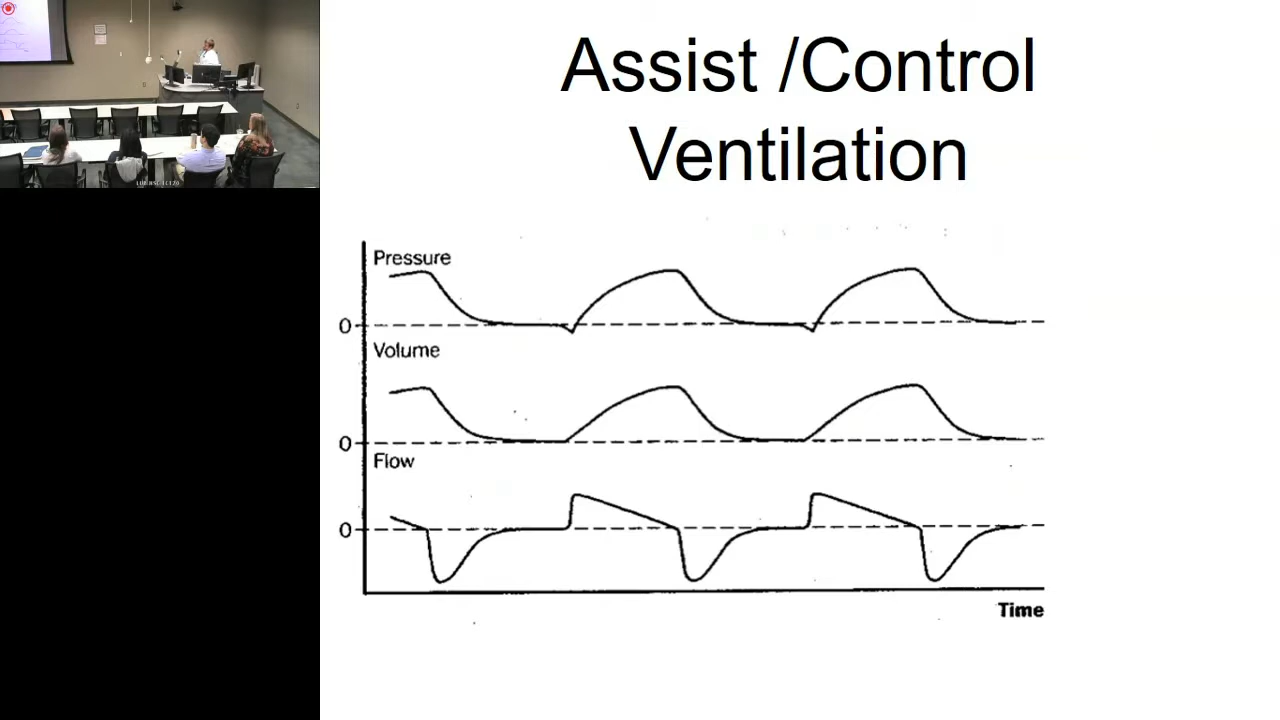 Assist /Control
Ventilation
Pressure
0
Volume
0
Flow
0
Time